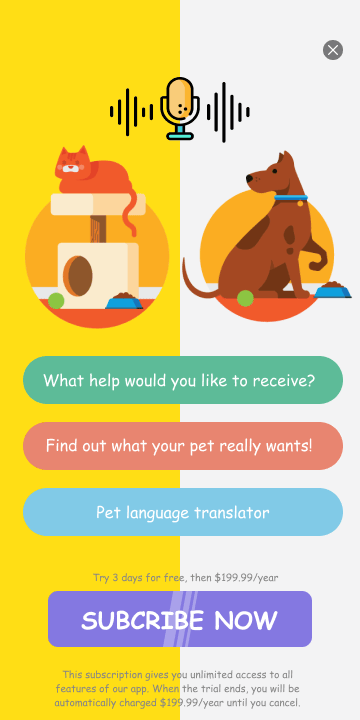 What help would you like to receive?
Find out what your pet really wants!
Pet language translator
Try 3 days for free, then $199.99/year
SUBCRIBE NOW
This subscription gives you unlimited access to all
features of our app. When the trial ends, you will be
automatically charged $199.99/year until you cancel.